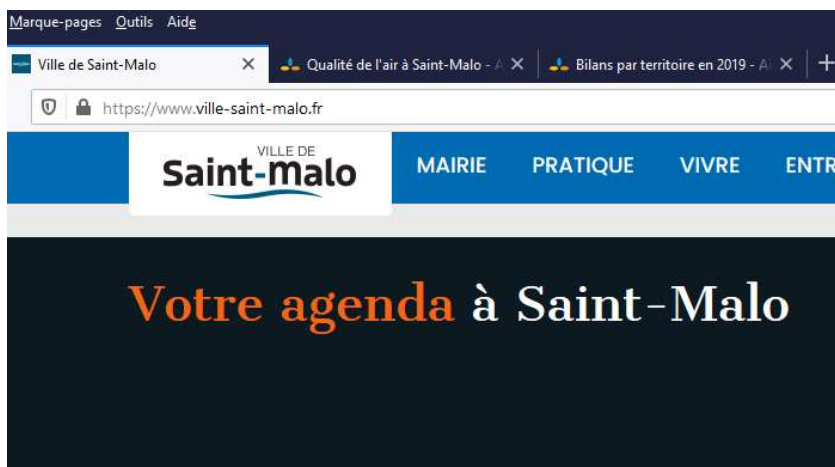 Marque-pages Outils Aide
Ville de Saint-Malo
Qualité de l'air à Saint-Malo - A
Bilans par territoire en 2019 - A
https://www.ville-saint-malo.fr
VILLE DE
Saint-malo
MAIRIE PRATIQUE VIVRE ENTR
Votre agenda à Saint-Malo